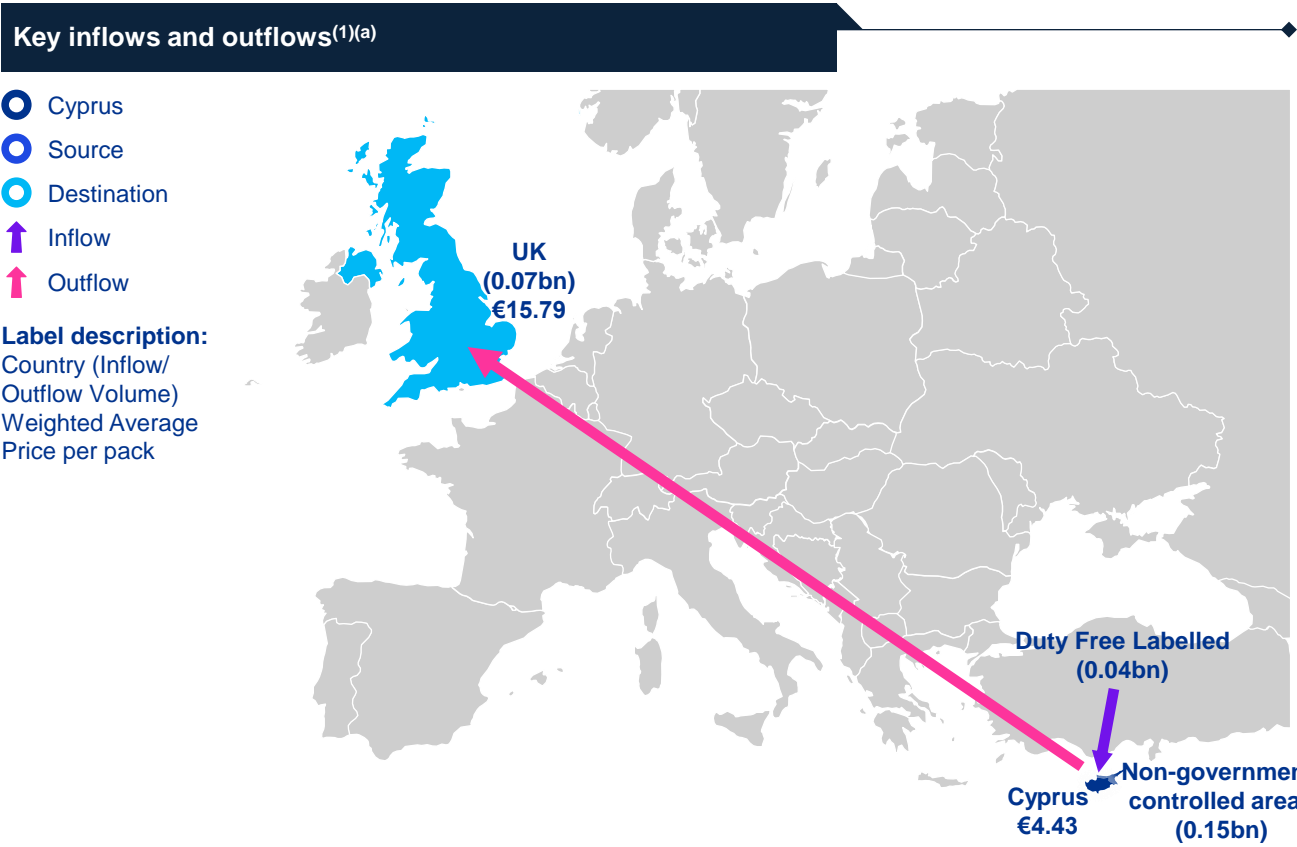 Key inflows and outflows(1)(a)
Cyprus
Source
Destination
Inflow
Outflow
Label description:
Country (Inflow/
Outflow Volume)
Weighted Average
Price per pack
UK
(0.07bn)
€15.79
Duty Free Labelled
(0.04bn)
Cyprus
€4.43
Non-governmen
controlled area
(0.15bn)